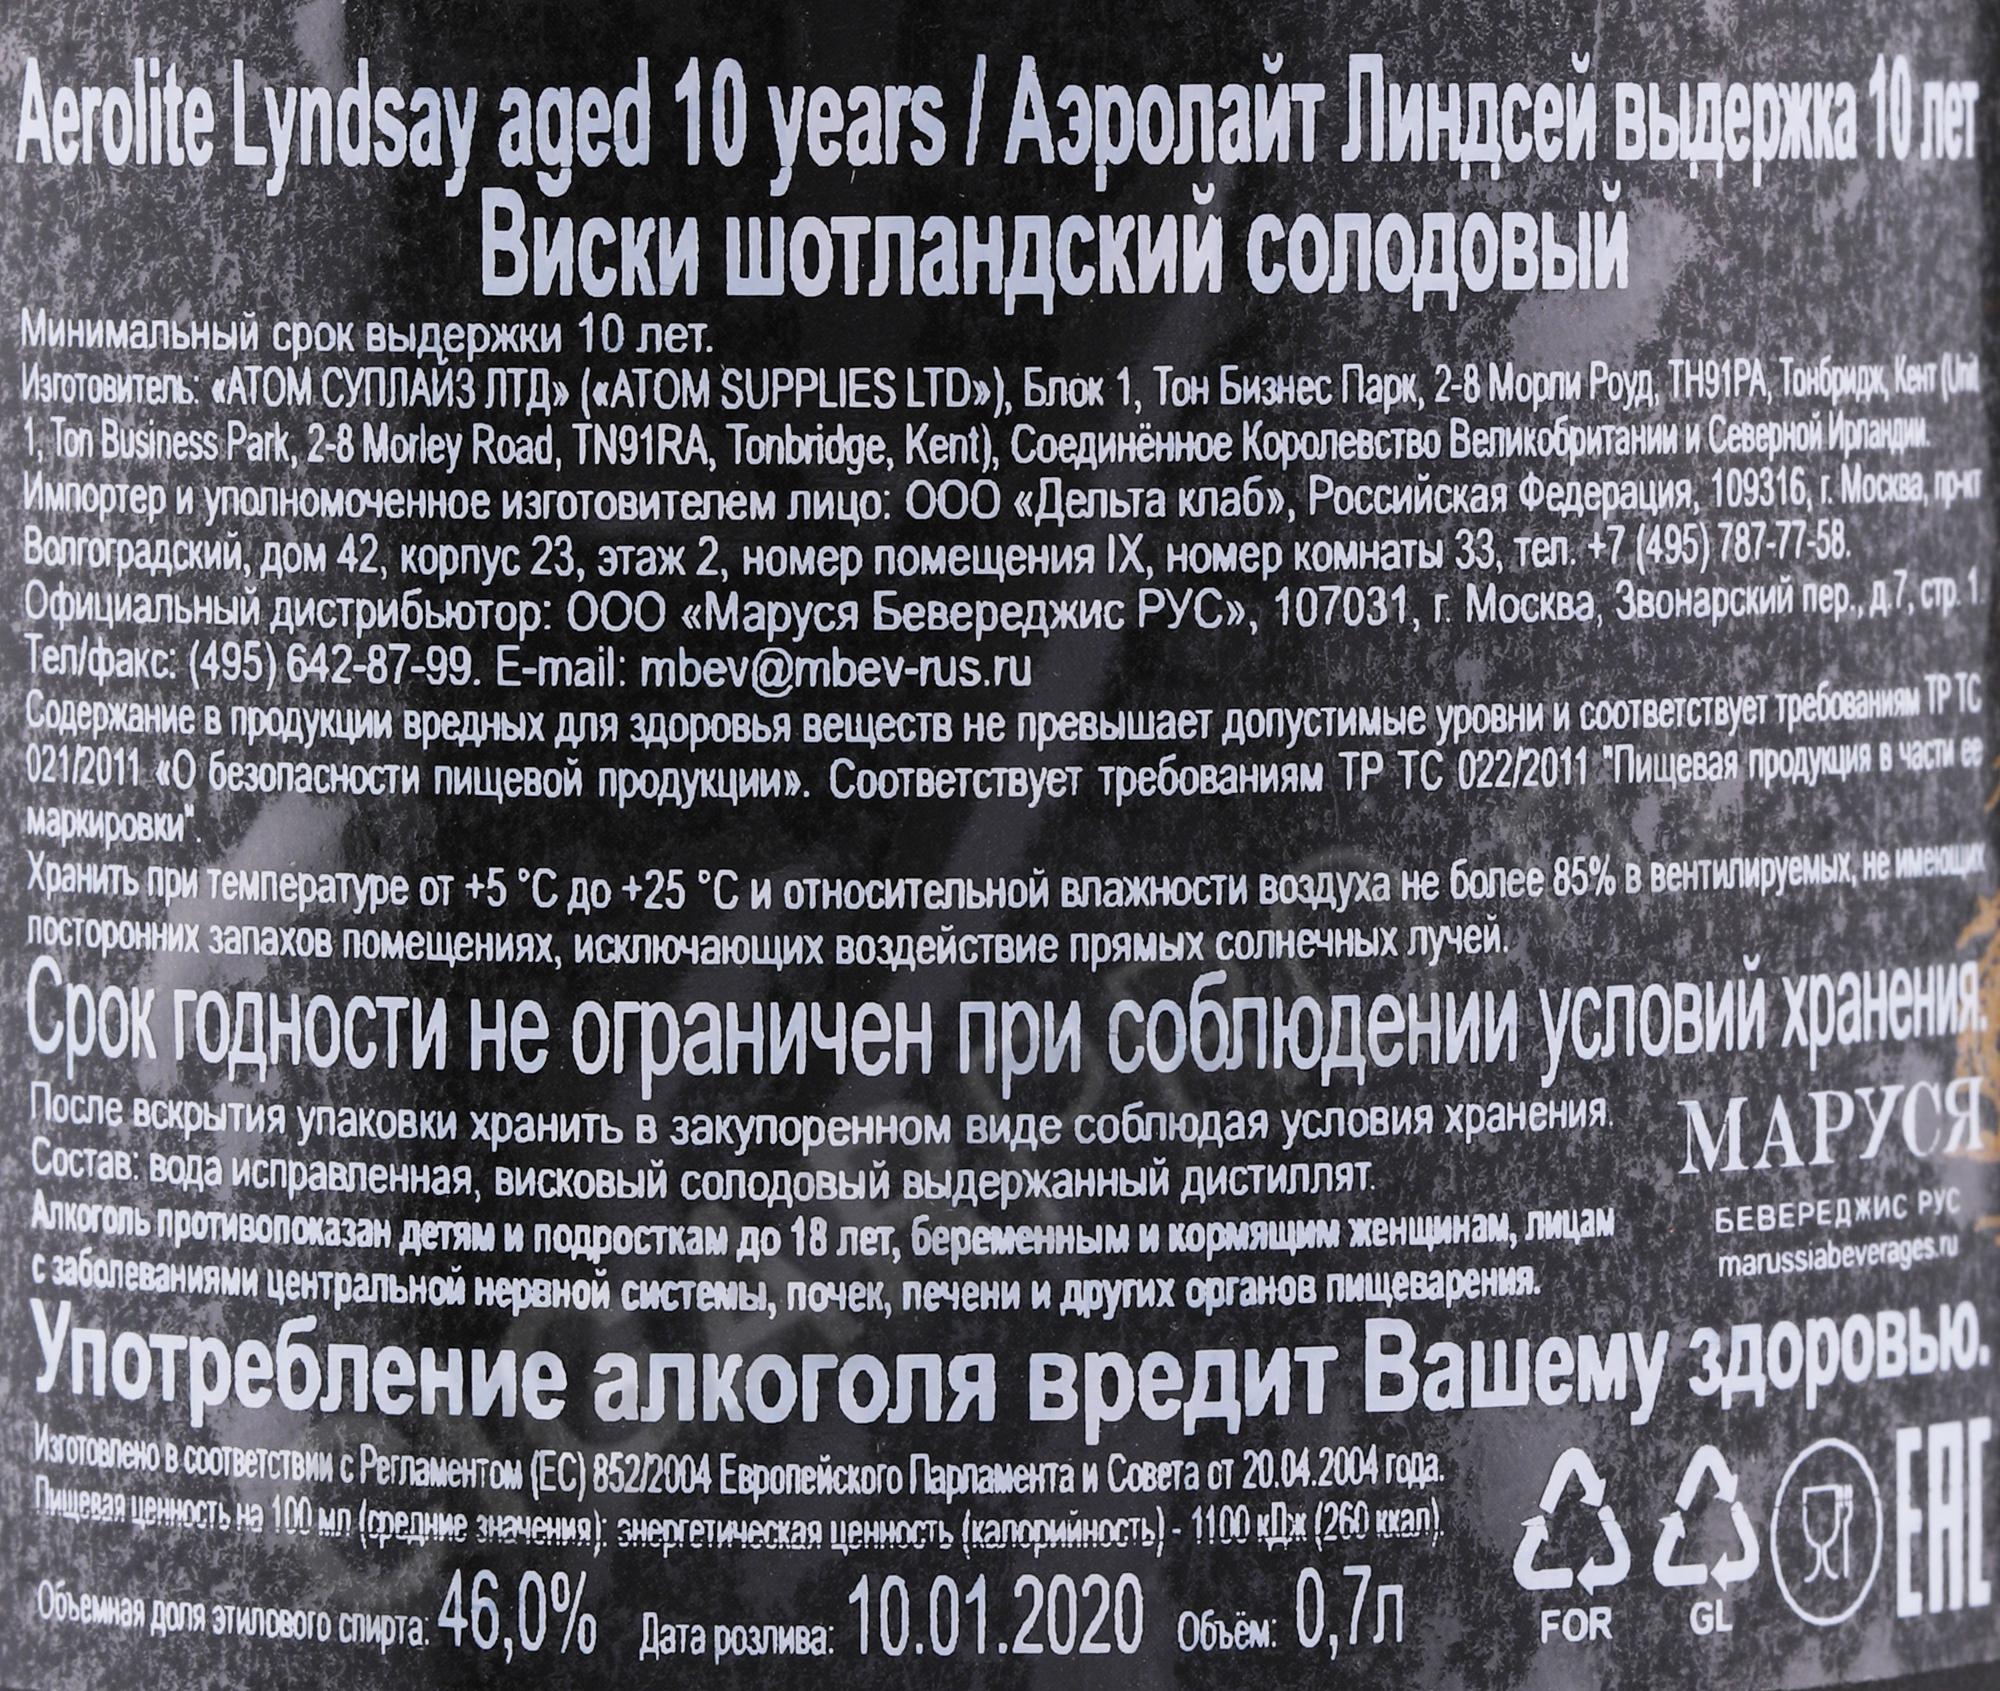 Aerolite Lyndsay aged 10 years / Аэролайт Линдсей выдержка 10 лет
Виски шотландский солодовый
Минимальный срок выдержки 10 лет.
Изготовитель: «АТОМ СУПЛАЙЗ ЛТД» («ATOM SUPPLIES LTD»), Блок 1, Тон Бизнес Парк, 2-8 Морли Роуд, TH91PA, Тонбридж, Кент (Unit
1, Ton Business Park, 2-8 Morley Road, TN91RA, Tonbridge, Kent), Соединённое Королевство Великобритании и Северной Ирландии.
Импортер и уполномоченное изготовителем лицо: ООО «Дельта клаб», Российская Федерация, 109316, г. Москва, пр-кт
Волгоградский, дом 42, корпус 23, этаж 2, номер помещения IX, номер комнаты 33, тел. +7 (495) 787-77-58.
Официальный дистрибьютор: ООО «Маруся Бевереджис РУС», 107031, г. Москва, Звонарский пер., д.7, стр. 1.
Тел/факс: (495) 642-87-99. E-mail: mbev@mbev-rus.ru
Содержание в продукции вредных для здоровья веществ не превышает допустимые уровни и соответствует требованиям ТР ТС
021/2011 «О безопасности пищевой продукции». Соответствует требованиям ТР ТС 022/2011 "Пищевая продукция в части ее
маркировки".
Хранить при температуре от +5 °C до +25 °C и относительной влажности воздуха не более 85% в вентилируемых, не имеющих
посторонних запахов помещениях, исключающих воздействие прямых солнечных лучей.
Срок годности не ограничен при соблюдении условий хранения.
После вскрытия упаковки хранить в закупоренном виде соблюдая условия хранения.
Состав: вода исправленная, висковый солодовый выдержанный дистиллят.
Алкоголь противопоказан детям и подросткам до 18 лет, беременным и кормящим женщинам, лицам
с заболеваниями центральной нервной системы, почек, печени и других органов пищеварения.
МАРУСЯ
БЕВЕРЕДЖИС РУС
marussiabeverages.ru
Употребление алкоголя вредит Вашему здоровью.
Изготовлено в соответствии с Регламентом (ЕС) 852/2004 Европейского Парламента и Совета от 20.04.2004 года.
Пищевая ценность на 100 мл (средние значения): энергетическая ценность (калорийность) - 1100 кДж (260 ккал).
Объемная доля этилового спирта: 46,0% Дата розлива: 10.01.2020 Объём: 0,7л
FOR GL EAC